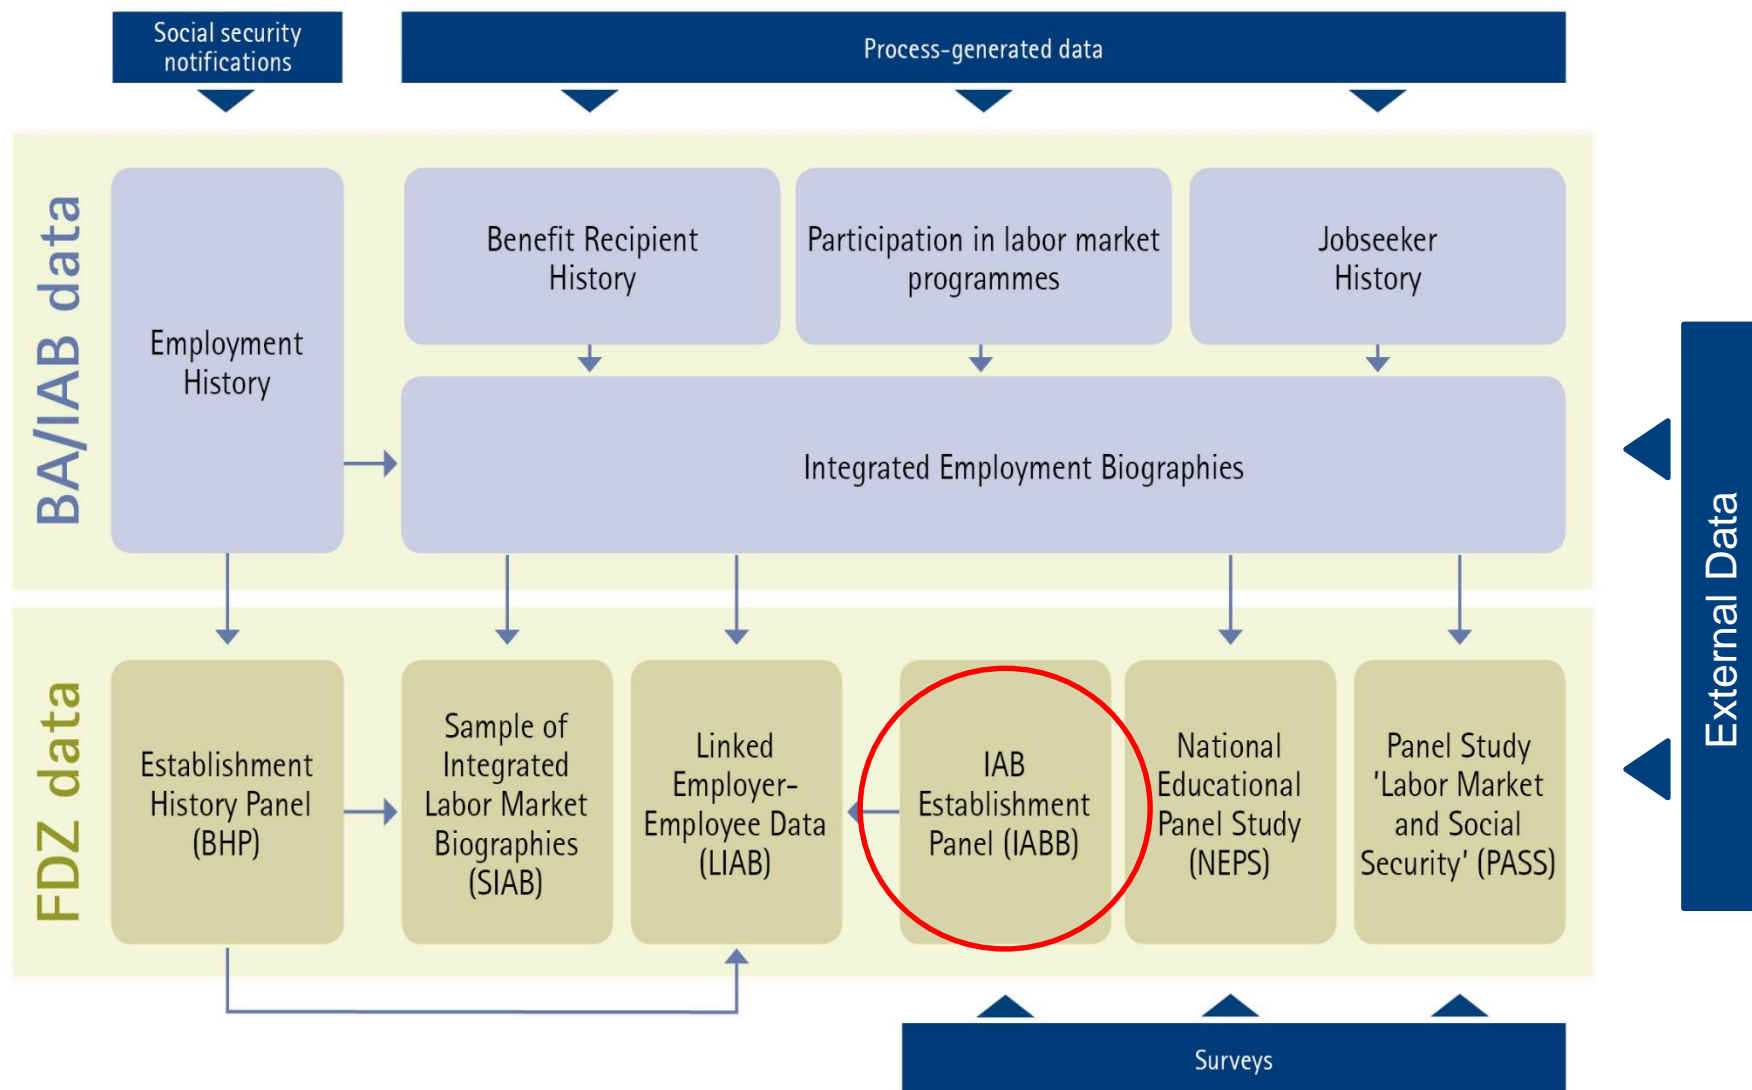 Social security
notifications
Process-generated data
BA/IAB data
Employment
History
Benefit Recipient
History
Participation in labor market
programmes
Jobseeker
History
Integrated Employment Biographies
External Data
FDZ data
Establishment
History Panel
(BHP)
Sample of
Integrated
Labor Market
Biographies
(SIAB)
Linked
Employer-
Employee Data
(LIAB)
IAB
Establishment
Panel (IABB)
National
Educational
Panel Study
(NEPS)
Panel Study
'Labor Market
and Social
Security' (PASS)
Surveys